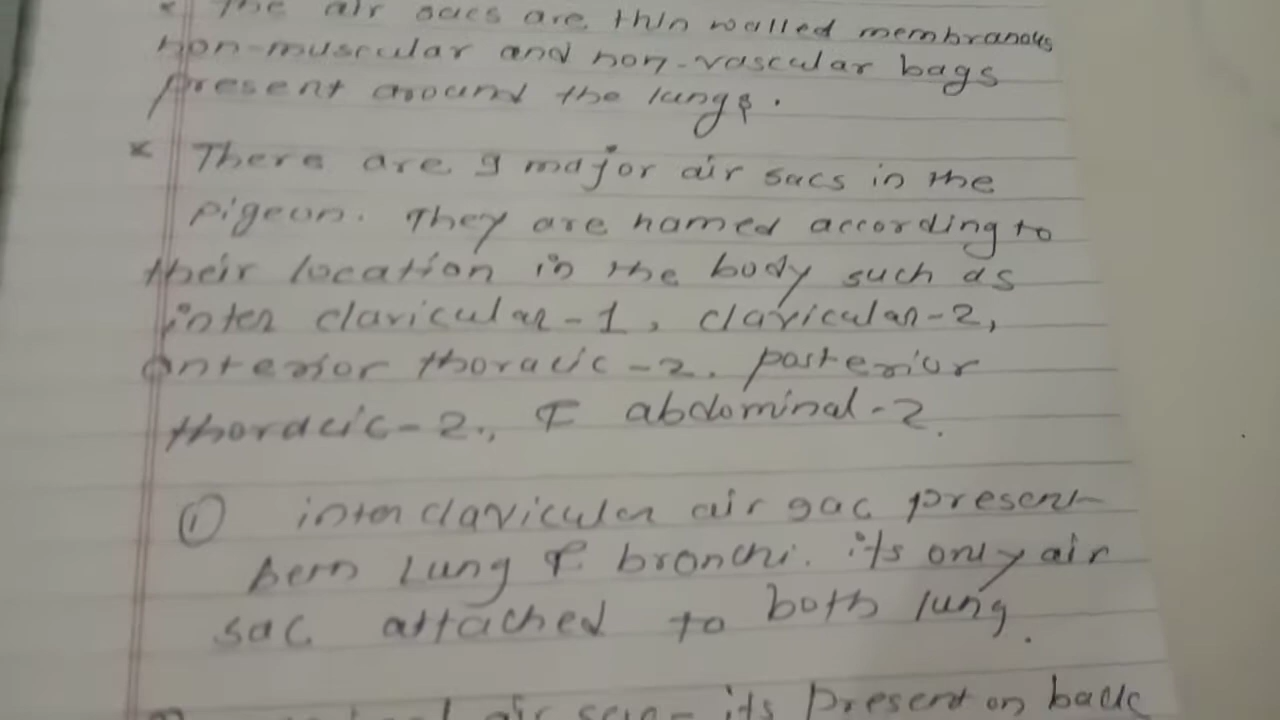 * The air sacs are thin walled membranous
non-muscular and non-vascular bags
present around the lungs.
* There are 9 major air sacs in the
pigeon. They are named according to
their location in the body such as
inter clavicular-1, clavicular-2,
anterior thoracic-2. posterior
thoracic-2., & abdominal-2.
① interclavicular air sac present
betn lung & bronchi. its only air
sac attached to both lung.
air its present on back